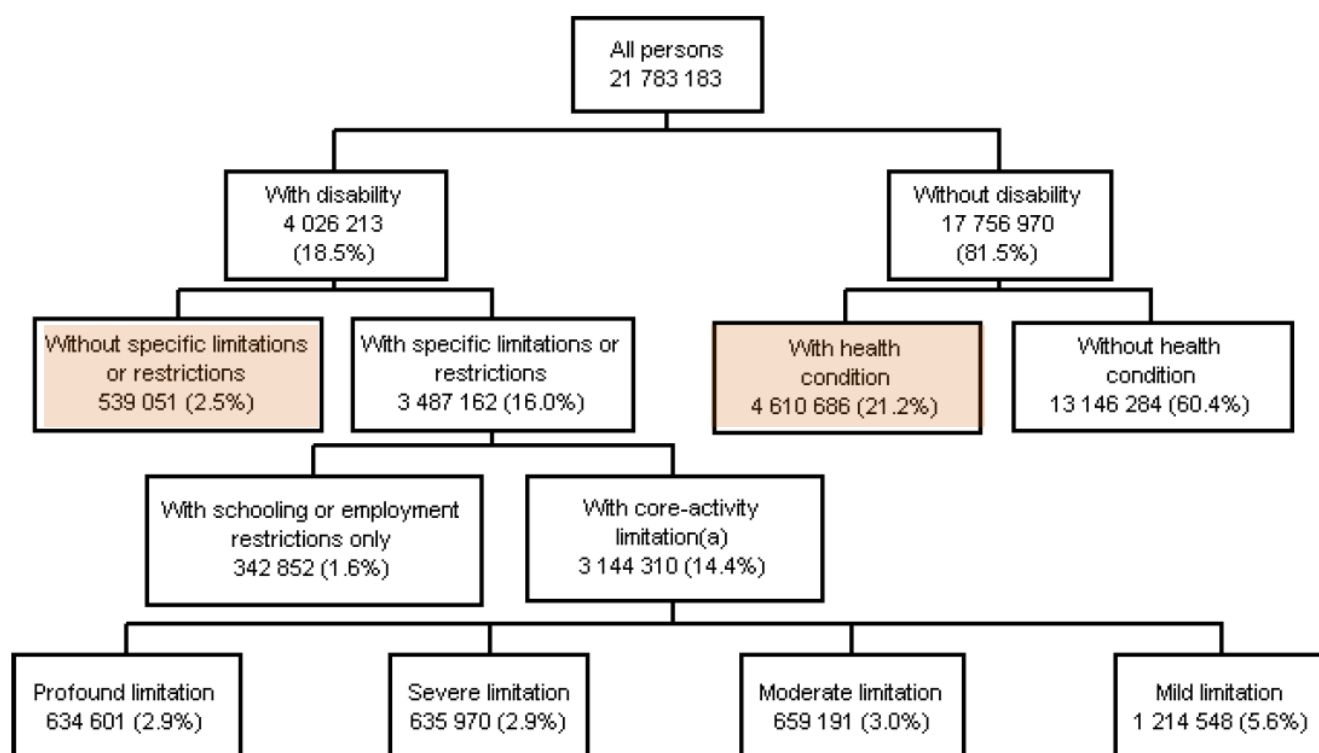 All persons
21 783 183
With disability
4 026 213
(18.5%)
Without disability
17 756 970
(81.5%)
Without specific limitations
or restrictions
539 051 (2.5%)
With specific limitations or
restrictions
3 487 162 (16.0%)
With health
condition
4 610 686 (21.2%)
Without health
condition
13 146 284 (60.4%)
With schooling or employment
restrictions only
342 852 (1.6%)
With core-activity
limitation(a)
3 144 310 (14.4%)
Profound limitation
634 601 (2.9%)
Severe limitation
635 970 (2.9%)
Moderate limitation
659 191 (3.0%)
Mild limitation
1 214 548 (5.6%)